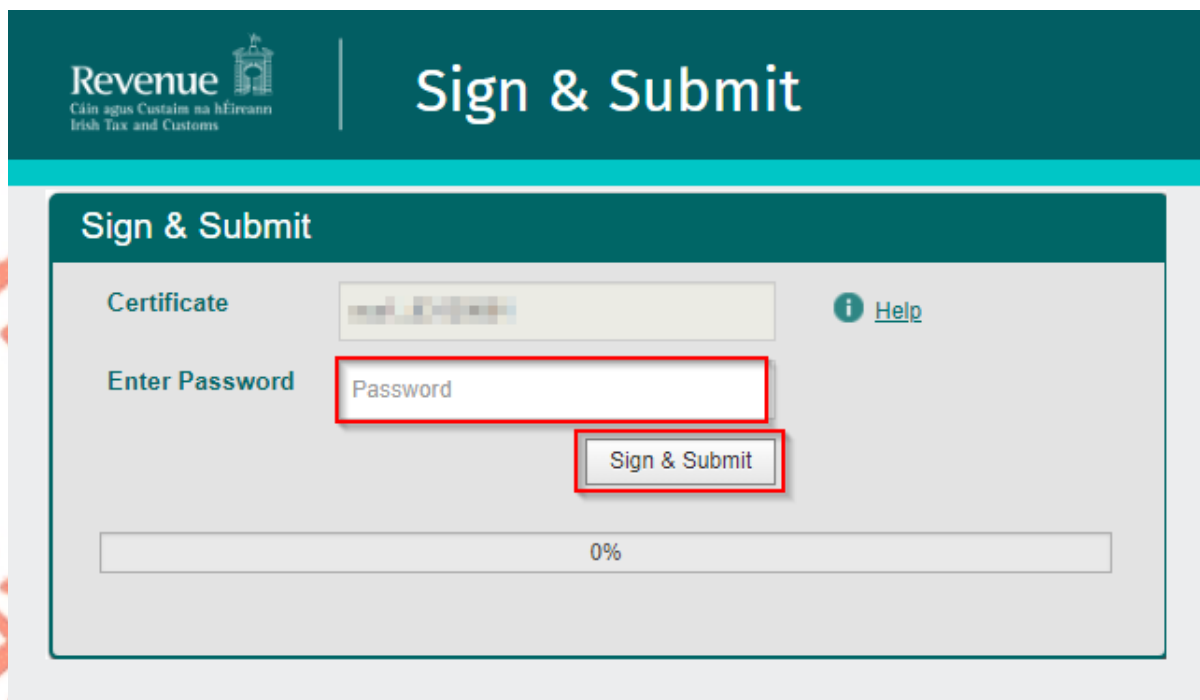 Revenue
Cáin agus Custaim na hÉireann
Irish Tax and Customs
Sign & Submit
Sign & Submit
Certificate
Help
Enter Password
Password
Sign & Submit
0%